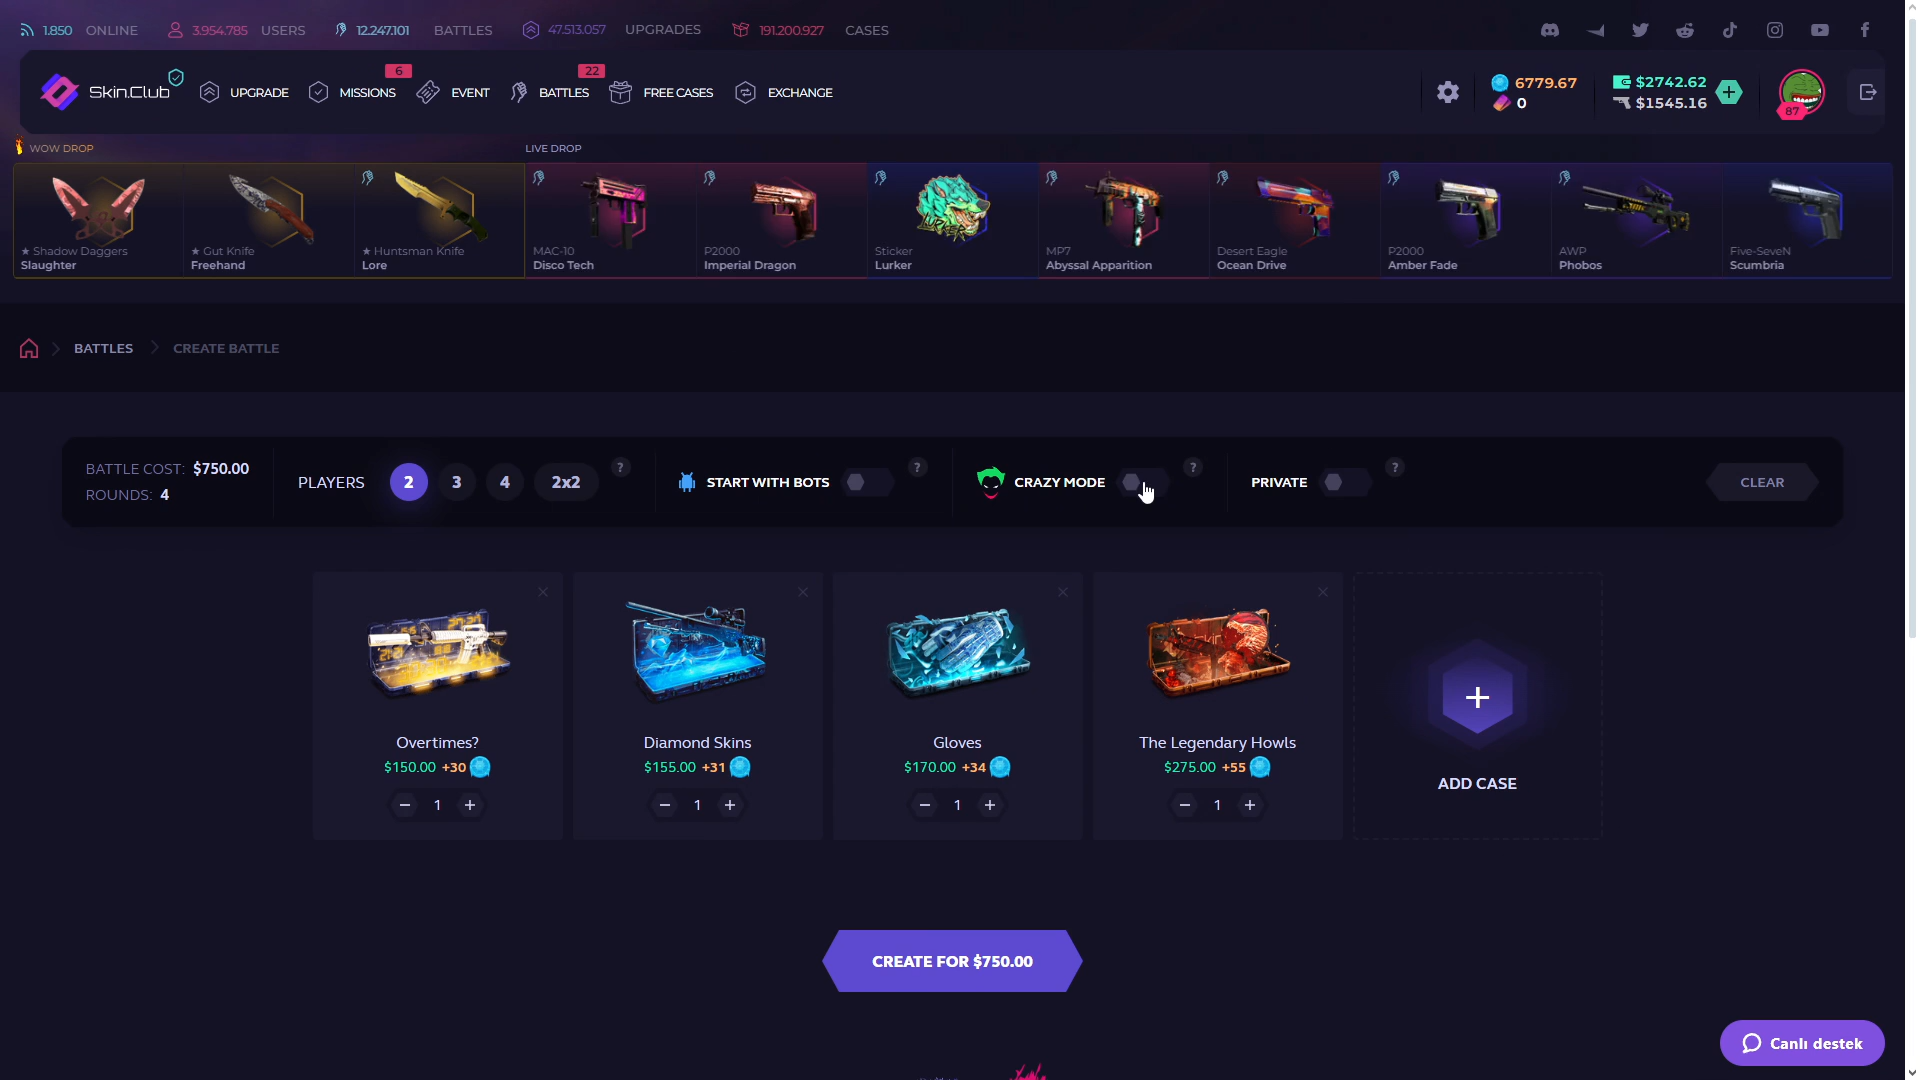 1.850 ONLINE 3.954.785 USERS 12.247.101 BATTLES 47.513.057 UPGRADES 191.200.927 CASES
Skin.Club UPGRADE MISSIONS 6 EVENT BATTLES 22 FREE CASES EXCHANGE
6779.67 $2742.62
0 $1545.16
87
WOW DROP LIVE DROP
★ Shadow Daggers
Slaughter
★ Gut Knife
Freehand
★ Huntsman Knife
Lore
MAC-10
Disco Tech
P2000
Imperial Dragon
Sticker
Lurker
MP7
Abyssal Apparition
Desert Eagle
Ocean Drive
P2000
Amber Fade
AWP
Phobos
Five-SeveN
Scumbria
BATTLES CREATE BATTLE
BATTLE COST: $750.00
ROUNDS: 4
PLAYERS 2 3 4 2x2 ? START WITH BOTS ? CRAZY MODE ? PRIVATE ? CLEAR
Overtimes?
$150.00 +30
− 1 +
Diamond Skins
$155.00 +31
− 1 +
Gloves
$170.00 +34
− 1 +
The Legendary Howls
$275.00 +55
− 1 +
+
ADD CASE
CREATE FOR $750.00
Canlı destek